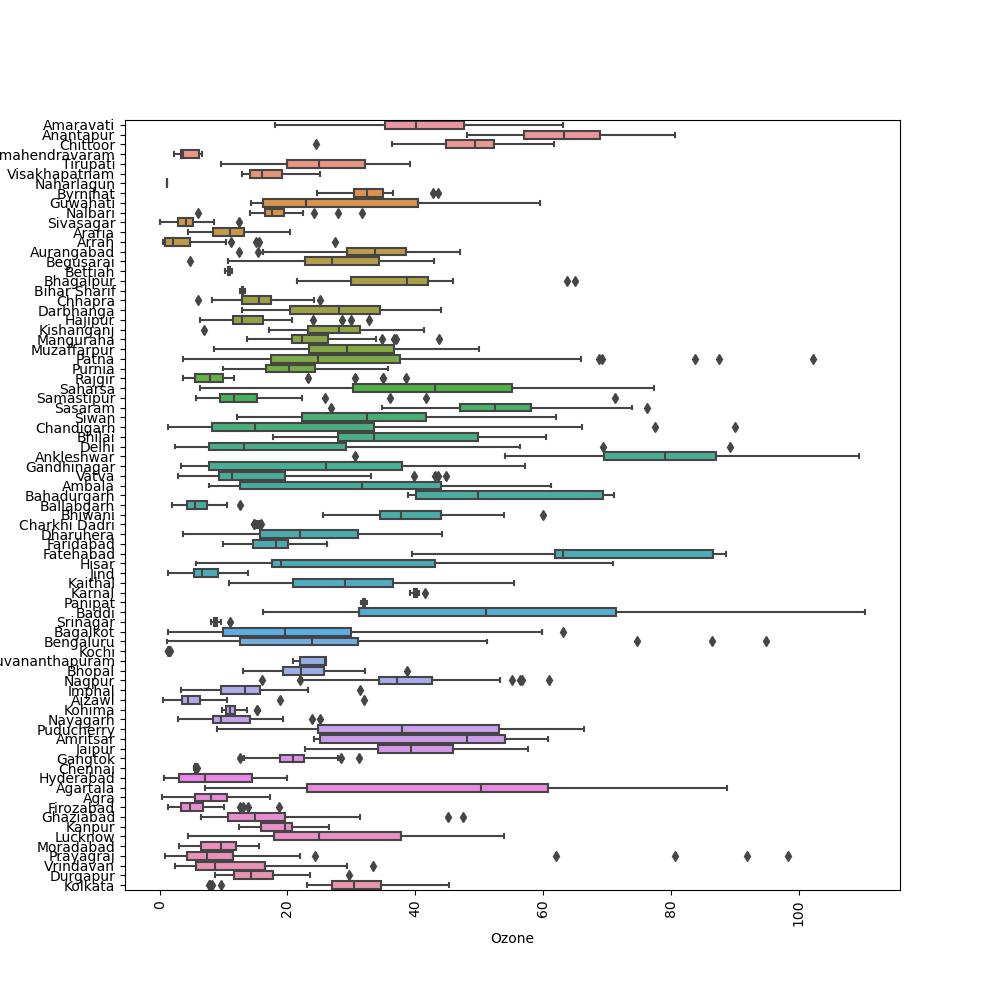 Amaravati
Anantapur
Chittoor
mahendravaram
Tirupati
Visakhapatnam
Naharlagun
Byrnihat
Guwahati
Nalbari
Sivasagar
Araria
Arrah
Aurangabad
Begusarai
Bettiah
Bhagalpur
Bihar Sharif
Chhapra
Darbhanga
Hajipur
Kishanganj
Manguraha
Muzaffarpur
Patna
Purnia
Rajgir
Saharsa
Samastipur
Sasaram
Siwan
Chandigarh
Bhilai
Delhi
Ankleshwar
Gandhinagar
Vatva
Ambala
Bahadurgarh
Ballabgarh
Bhiwani
Charkhi Dadri
Dharuhera
Faridabad
Fatehabad
Hisar
Jind
Kaithal
Karnal
Panipat
Baddi
Srinagar
Bagalkot
Bengaluru
Kochi
uvananthapuram
Bhopal
Nagpur
Imphal
Aizawl
Kohima
Nayagarh
Puducherry
Amritsar
Jaipur
Gangtok
Chennai
Hyderabad
Agartala
Agra
Firozabad
Ghaziabad
Kanpur
Lucknow
Moradabad
Prayagraj
Vrindavan
Durgapur
Kolkata
0 20 40 60 80 100
Ozone